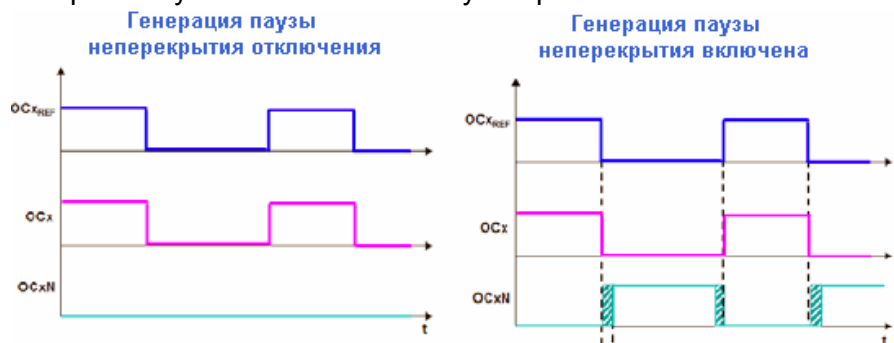 Генерация паузы
неперекрытия отключения
OCxREF
OCx
OCxN
t
Генерация паузы
неперекрытия включена
OCxREF
OCx
OCxN
t